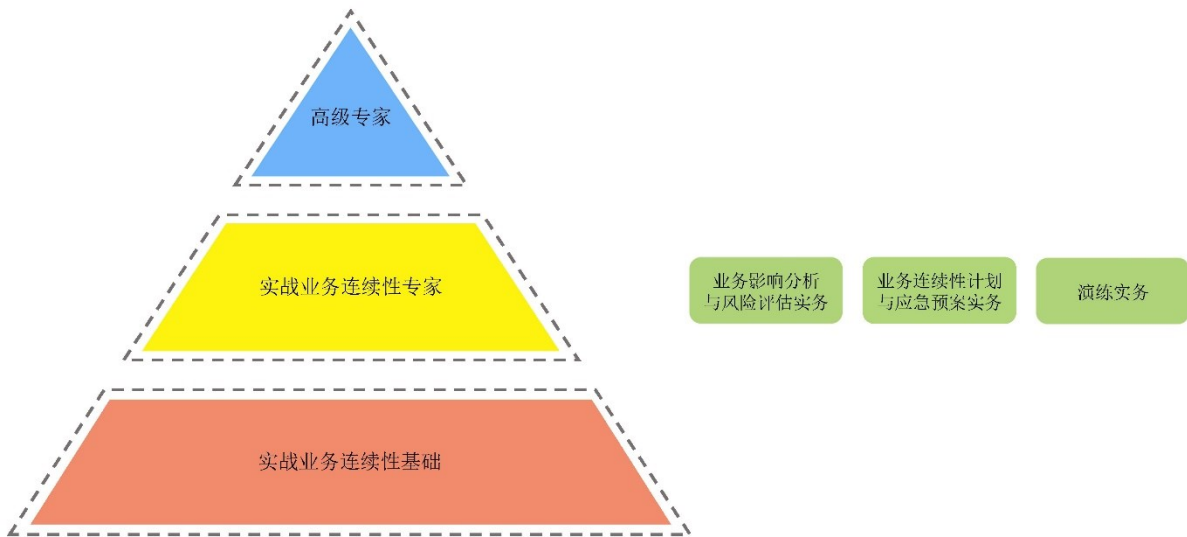 高级专家
实战业务连续性专家
业务影响分析
与风险评估实务
业务连续性计划
与应急预案实务
演练实务
实战业务连续性基础